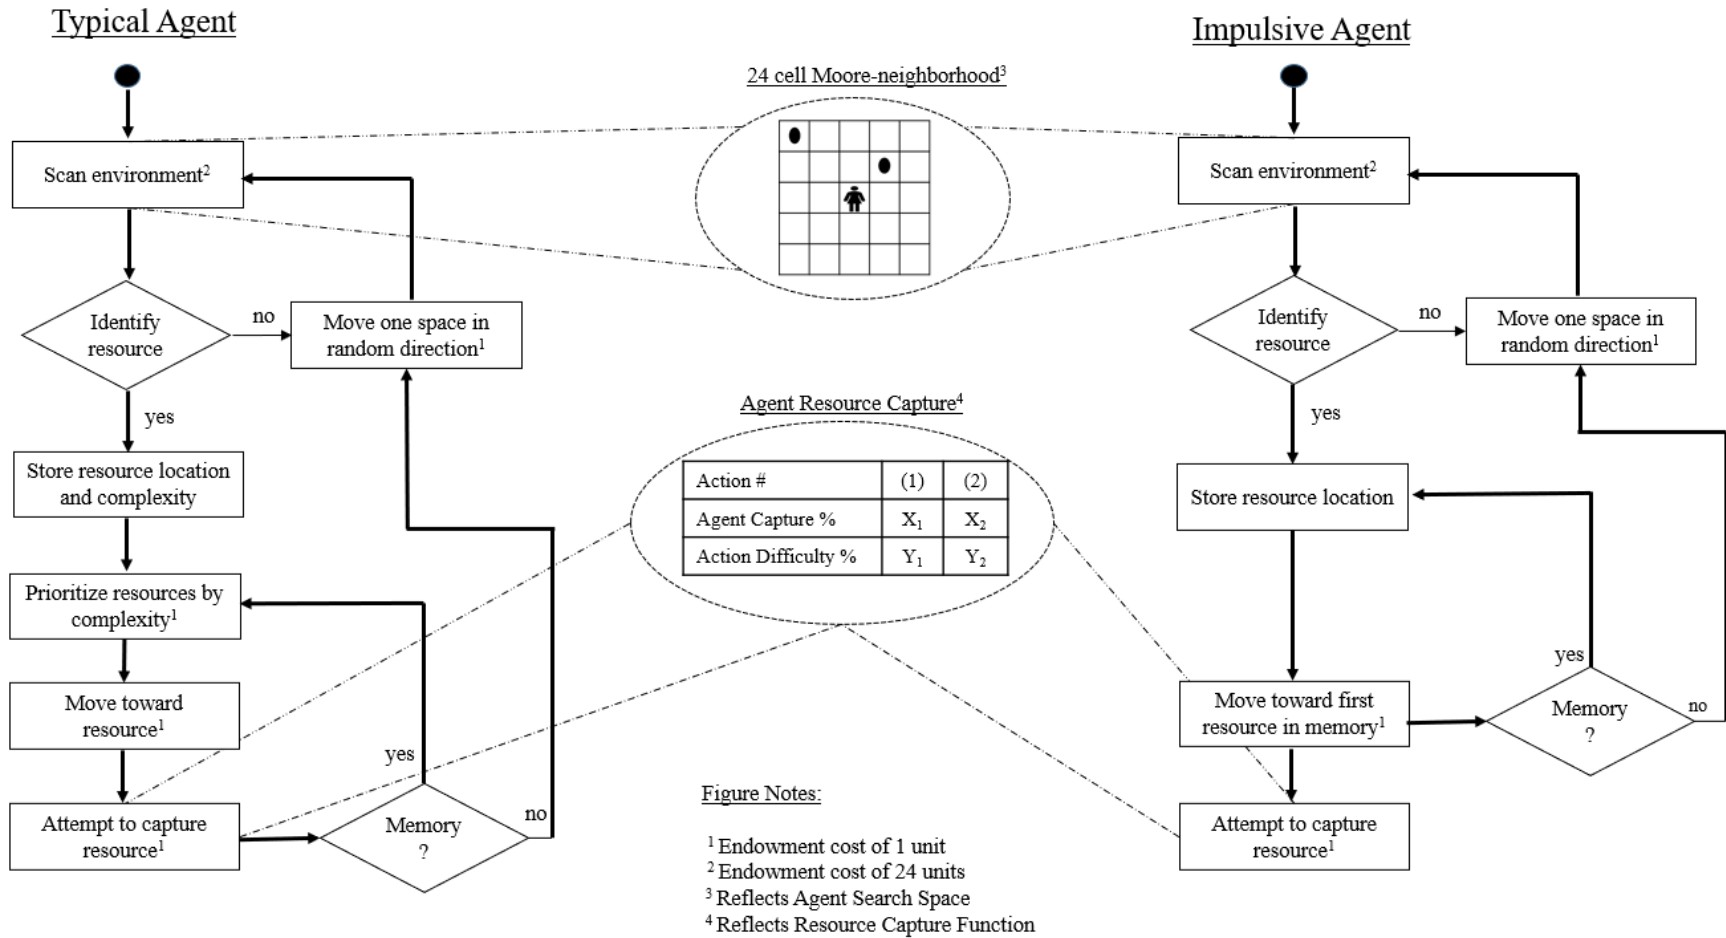 Typical Agent
Scan environment²
Identify
resource
no
Move one space in
random direction¹
yes
Store resource location
and complexity
Prioritize resources by
complexity¹
Move toward
resource¹
Attempt to capture
resource¹
yes
Memory
?
no
24 cell Moore-neighborhood³
Agent Resource Capture⁴
Action # (1) (2)
Agent Capture % X₁ X₂
Action Difficulty % Y₁ Y₂
Figure Notes:
¹ Endowment cost of 1 unit
² Endowment cost of 24 units
³ Reflects Agent Search Space
⁴ Reflects Resource Capture Function
Impulsive Agent
Scan environment²
Identify
resource
no
Move one space in
random direction¹
yes
Store resource location
Move toward first
resource in memory¹
yes
Memory
?
no
Attempt to capture
resource¹